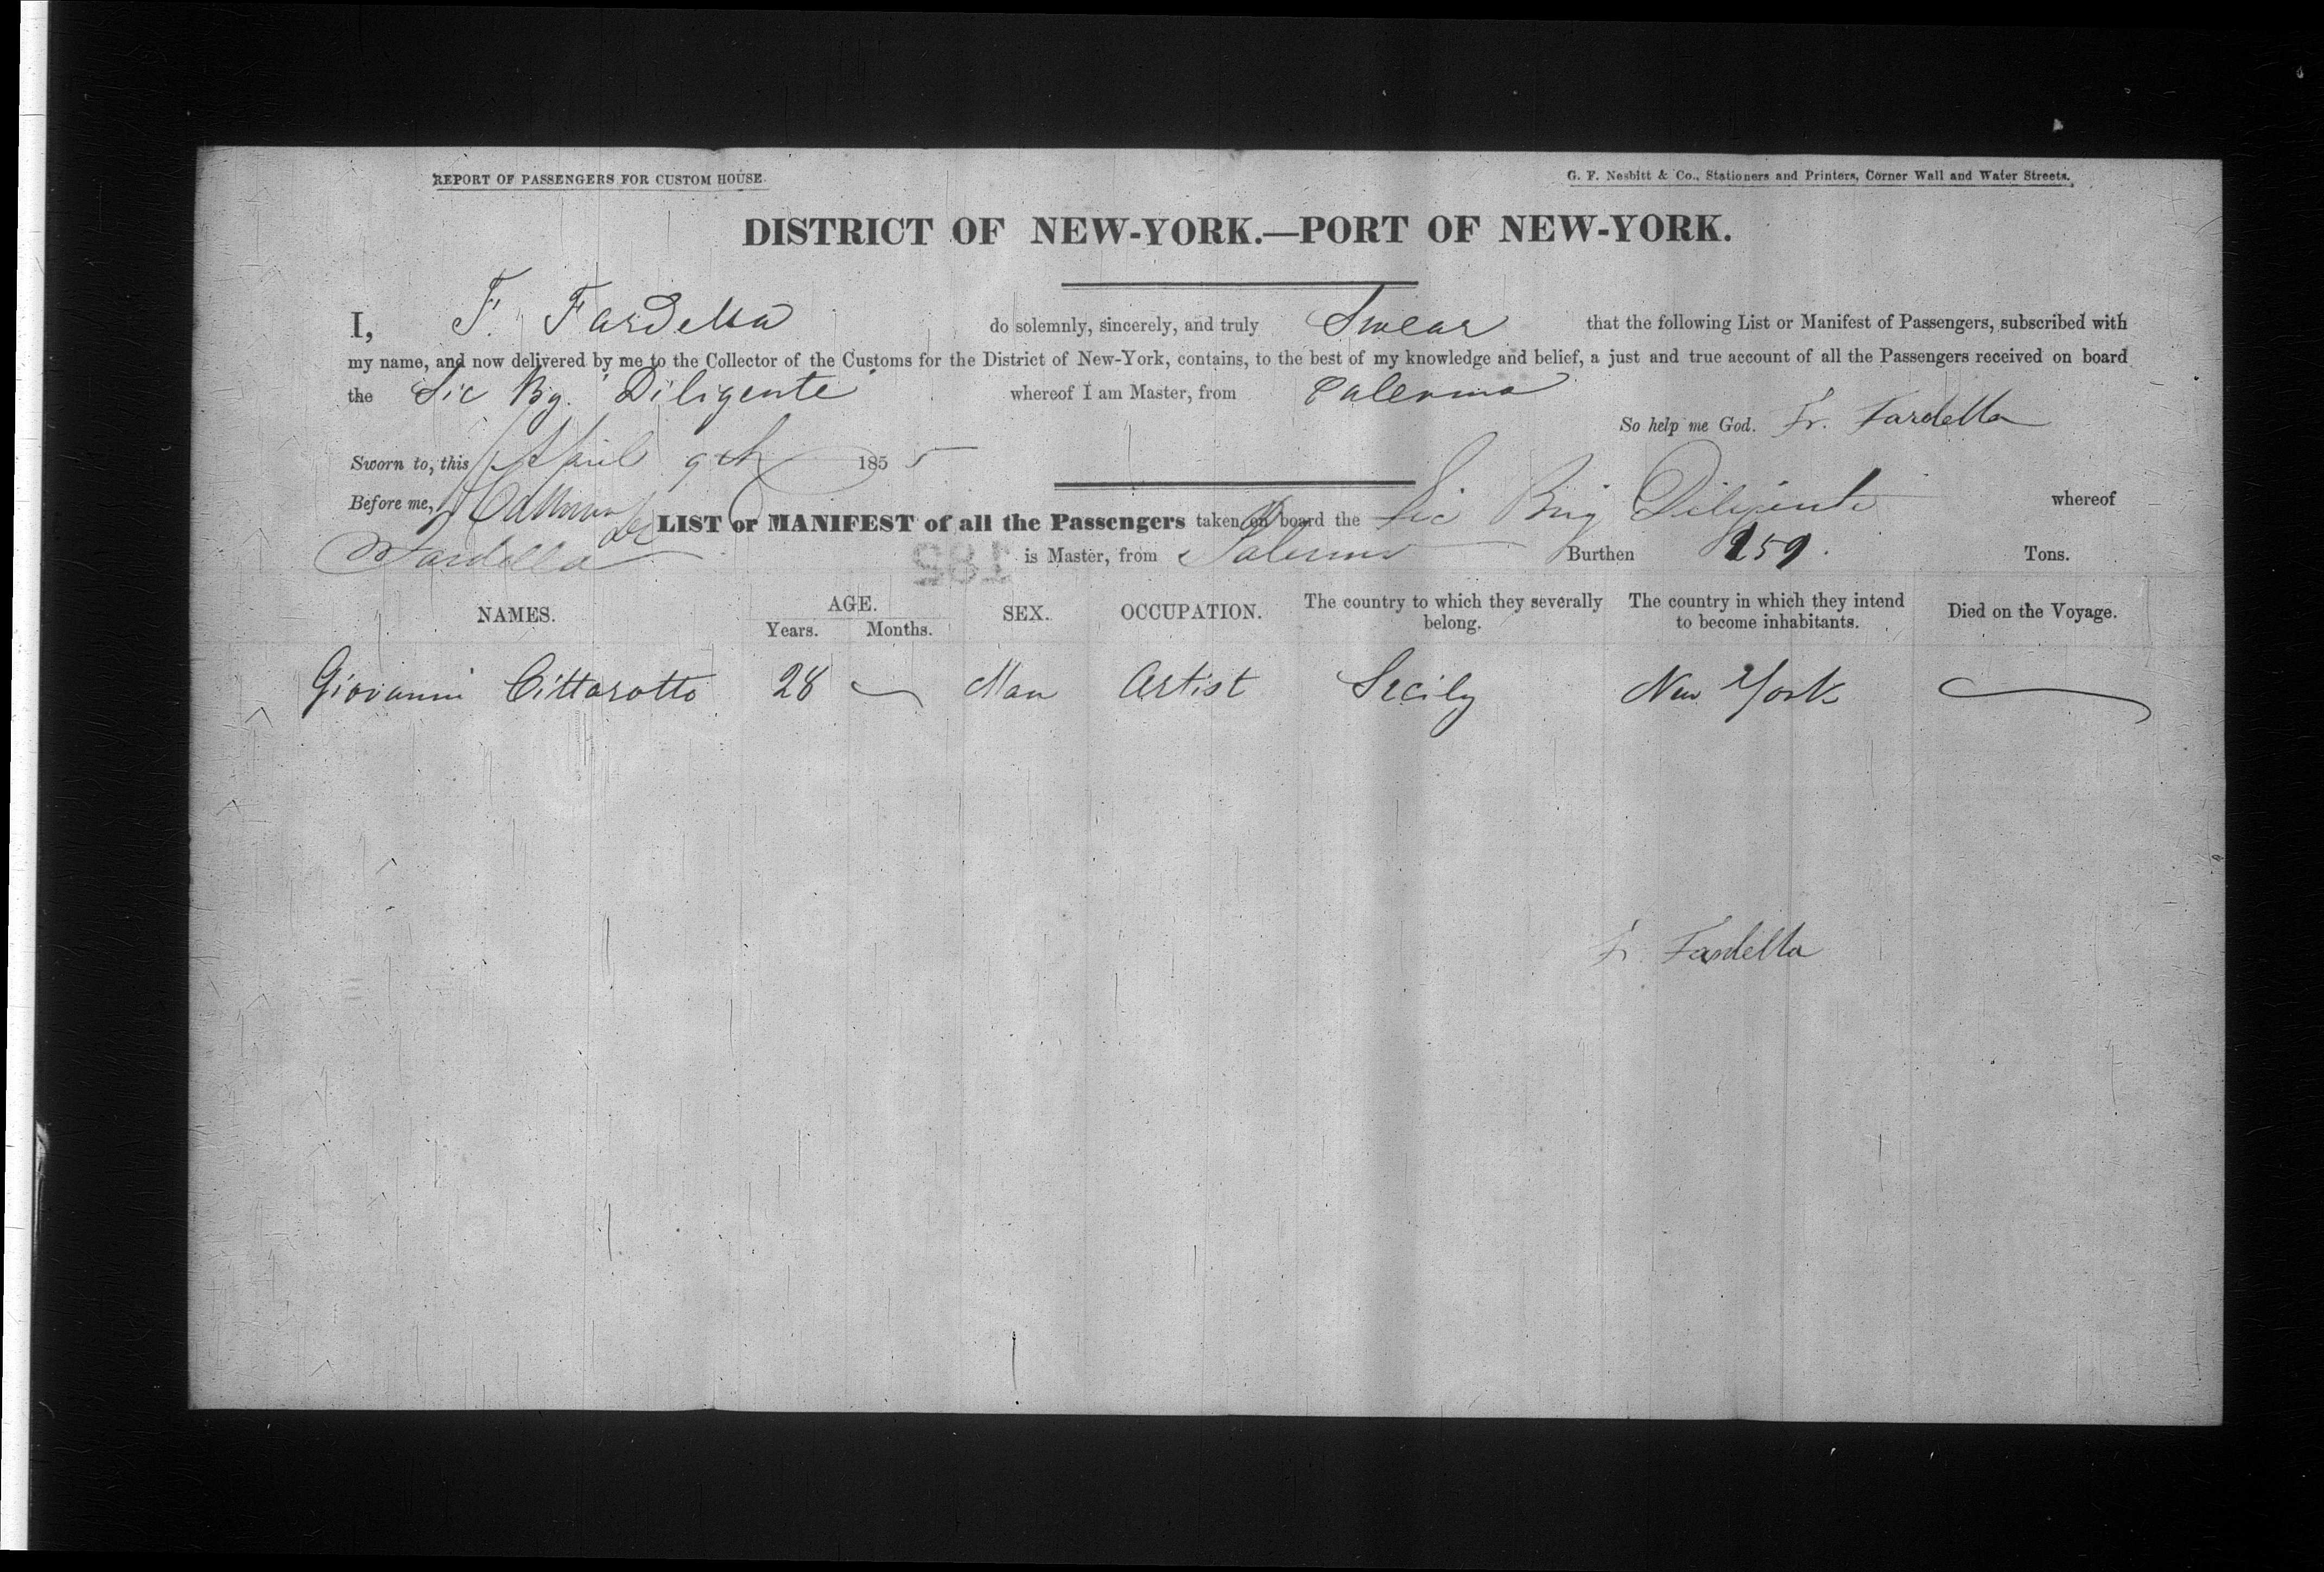 REPORT OF PASSENGERS FOR CUSTOM HOUSE.
G. F. Nesbitt & Co., Stationers and Printers, Corner Wall and Water Streets.
DISTRICT OF NEW-YORK.—PORT OF NEW-YORK.
I, F. Fardella do solemnly, sincerely, and truly Swear that the following List or Manifest of Passengers, subscribed with
my name, and now delivered by me to the Collector of the Customs for the District of New-York, contains, to the best of my knowledge and belief, a just and true account of all the Passengers received on board
the Sic Bg. "Diligente" whereof I am Master, from Palermo
So help me God. Fr. Fardella
Sworn to, this April 9th 1855
Before me,
LIST or MANIFEST of all the Passengers taken on board the Sic Brig Diligente whereof
Fardella is Master, from Palermo Burthen 259 Tons.
182
NAMES. AGE. Years. Months. SEX. OCCUPATION. The country to which they severally belong. The country in which they intend to become inhabitants. Died on the Voyage.
Giovanni Cittarotto 28 Man Artist Sicily New York
Fr. Fardella